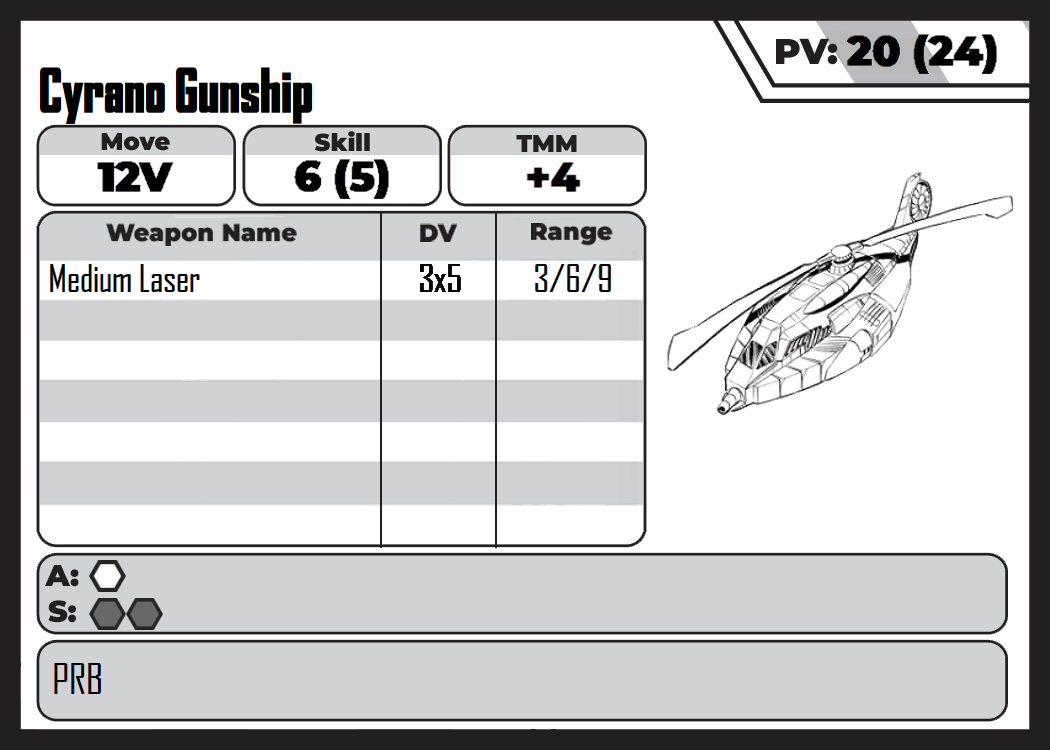 PV: 20 (24)
Cyrano Gunship
Move Skill TMM
12V 6 (5) +4
Weapon Name DV Range
Medium Laser 3x5 3/6/9
A:
S:
PRB